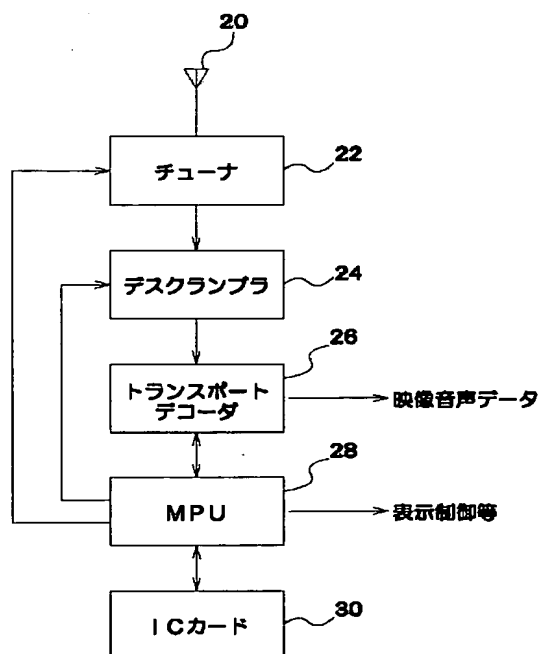 20
チューナ
22
デスクランブラ
24
26
トランスポート
デコーダ
映像音声データ
28
MPU
表示制御等
ICカード
30